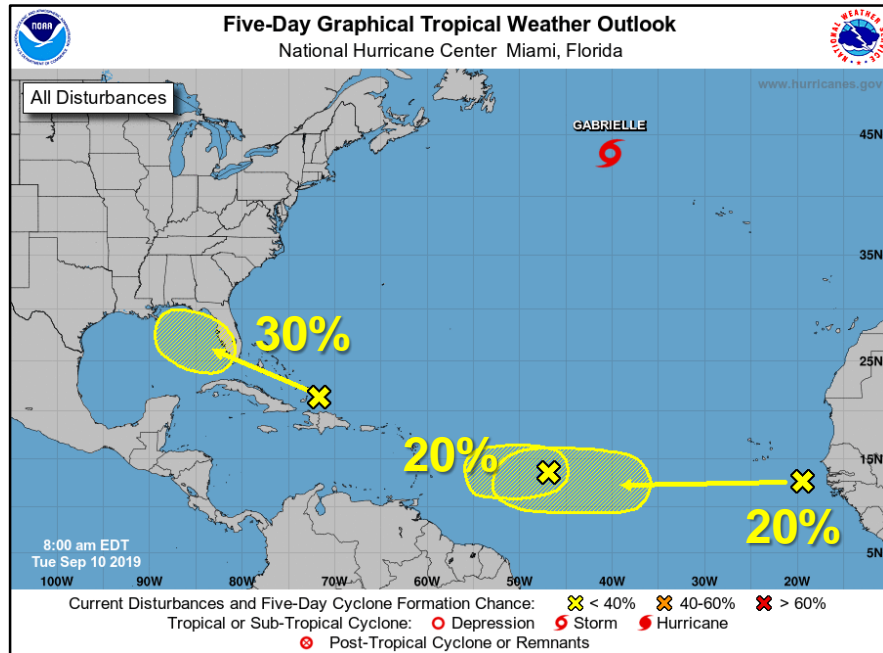 Five-Day Graphical Tropical Weather Outlook
National Hurricane Center Miami, Florida
NOAA
All Disturbances
www.hurricanes.gov
GABRIELLE
45N
35N
30%
25N
20%
15N
20%
5N
8:00 am EDT
Tue Sep 10 2019
100W 90W 80W 70W 60W 50W 40W 30W 20W
Current Disturbances and Five-Day Cyclone Formation Chance: < 40% 40-60% > 60%
Tropical or Sub-Tropical Cyclone: Depression Storm Hurricane
Post-Tropical Cyclone or Remnants